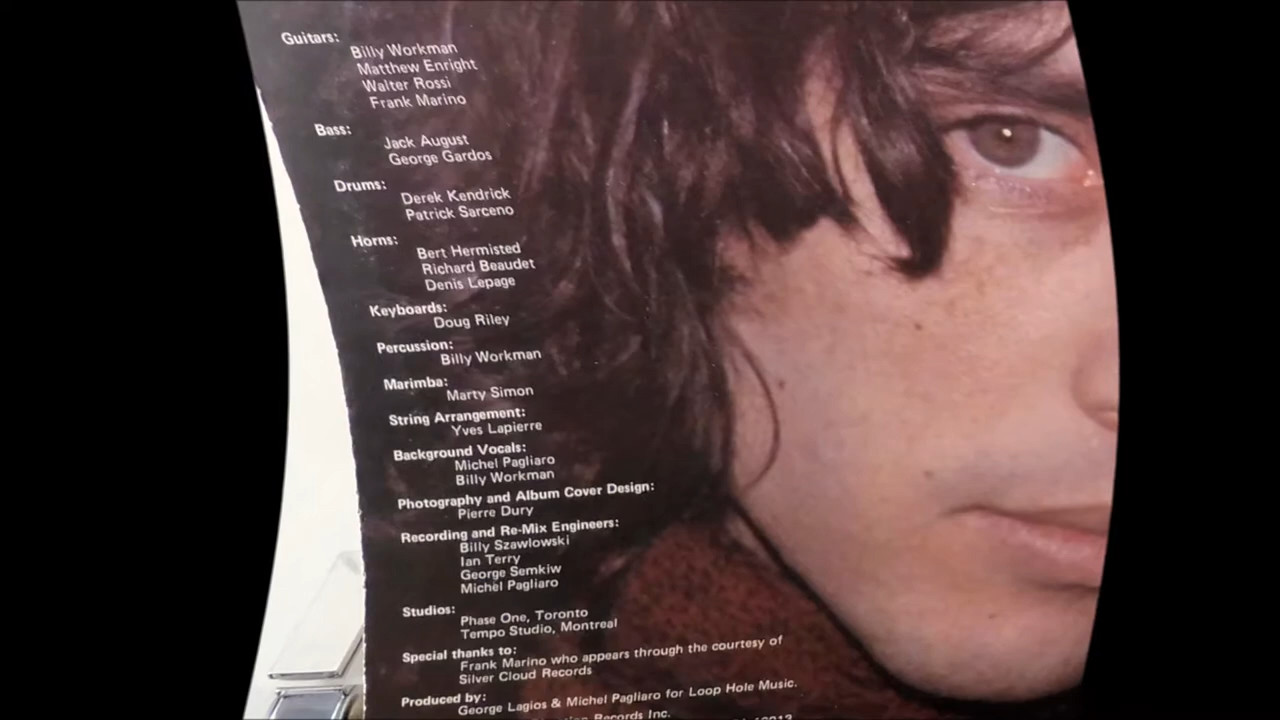 Guitars:
Billy Workman
Matthew Enright
Walter Rossi
Frank Marino
Bass:
Jack August
George Gardos
Drums:
Derek Kendrick
Patrick Sarceno
Horns:
Bert Hermisted
Richard Beaudet
Denis Lepage
Keyboards:
Doug Riley
Percussion:
Billy Workman
Marimba:
Marty Simon
String Arrangement:
Yves Lapierre
Background Vocals:
Michel Pagliaro
Billy Workman
Photography and Album Cover Design:
Pierre Dury
Recording and Re-Mix Engineers:
Billy Szawlowski
Ian Terry
George Semkiw
Michel Pagliaro
Studios:
Phase One, Toronto
Tempo Studio, Montreal
Special thanks to:
Frank Marino who appears through the courtesy of
Silver Cloud Records
Produced by:
George Lagios & Michel Pagliaro for Loop Hole Music.
Records Inc.